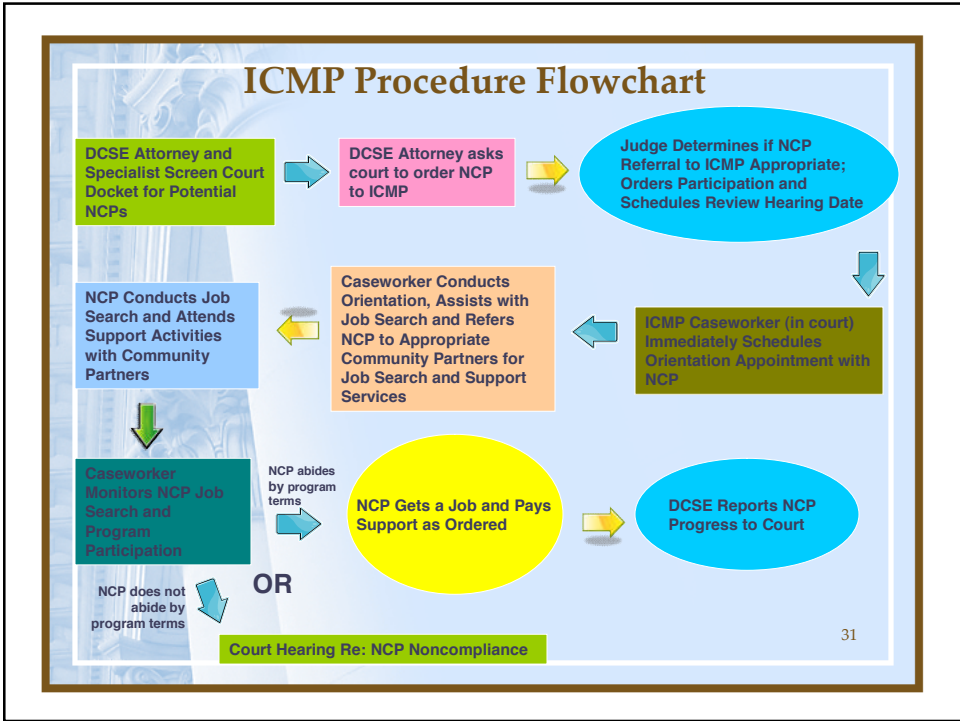 ICMP Procedure Flowchart
DCSE Attorney and
Specialist Screen Court
Docket for Potential
NCPs
DCSE Attorney asks
court to order NCP
to ICMP
Judge Determines if NCP
Referral to ICMP Appropriate;
Orders Participation and
Schedules Review Hearing Date
ICMP Caseworker (in court)
Immediately Schedules
Orientation Appointment with
NCP
Caseworker Conducts
Orientation, Assists with
Job Search and Refers
NCP to Appropriate
Community Partners for
Job Search and Support
Services
NCP Conducts Job
Search and Attends
Support Activities
with Community
Partners
Caseworker
Monitors NCP Job
Search and
Program
Participation
NCP abides
by program
terms
NCP Gets a Job and Pays
Support as Ordered
DCSE Reports NCP
Progress to Court
OR
NCP does not
abide by
program terms
Court Hearing Re: NCP Noncompliance
31